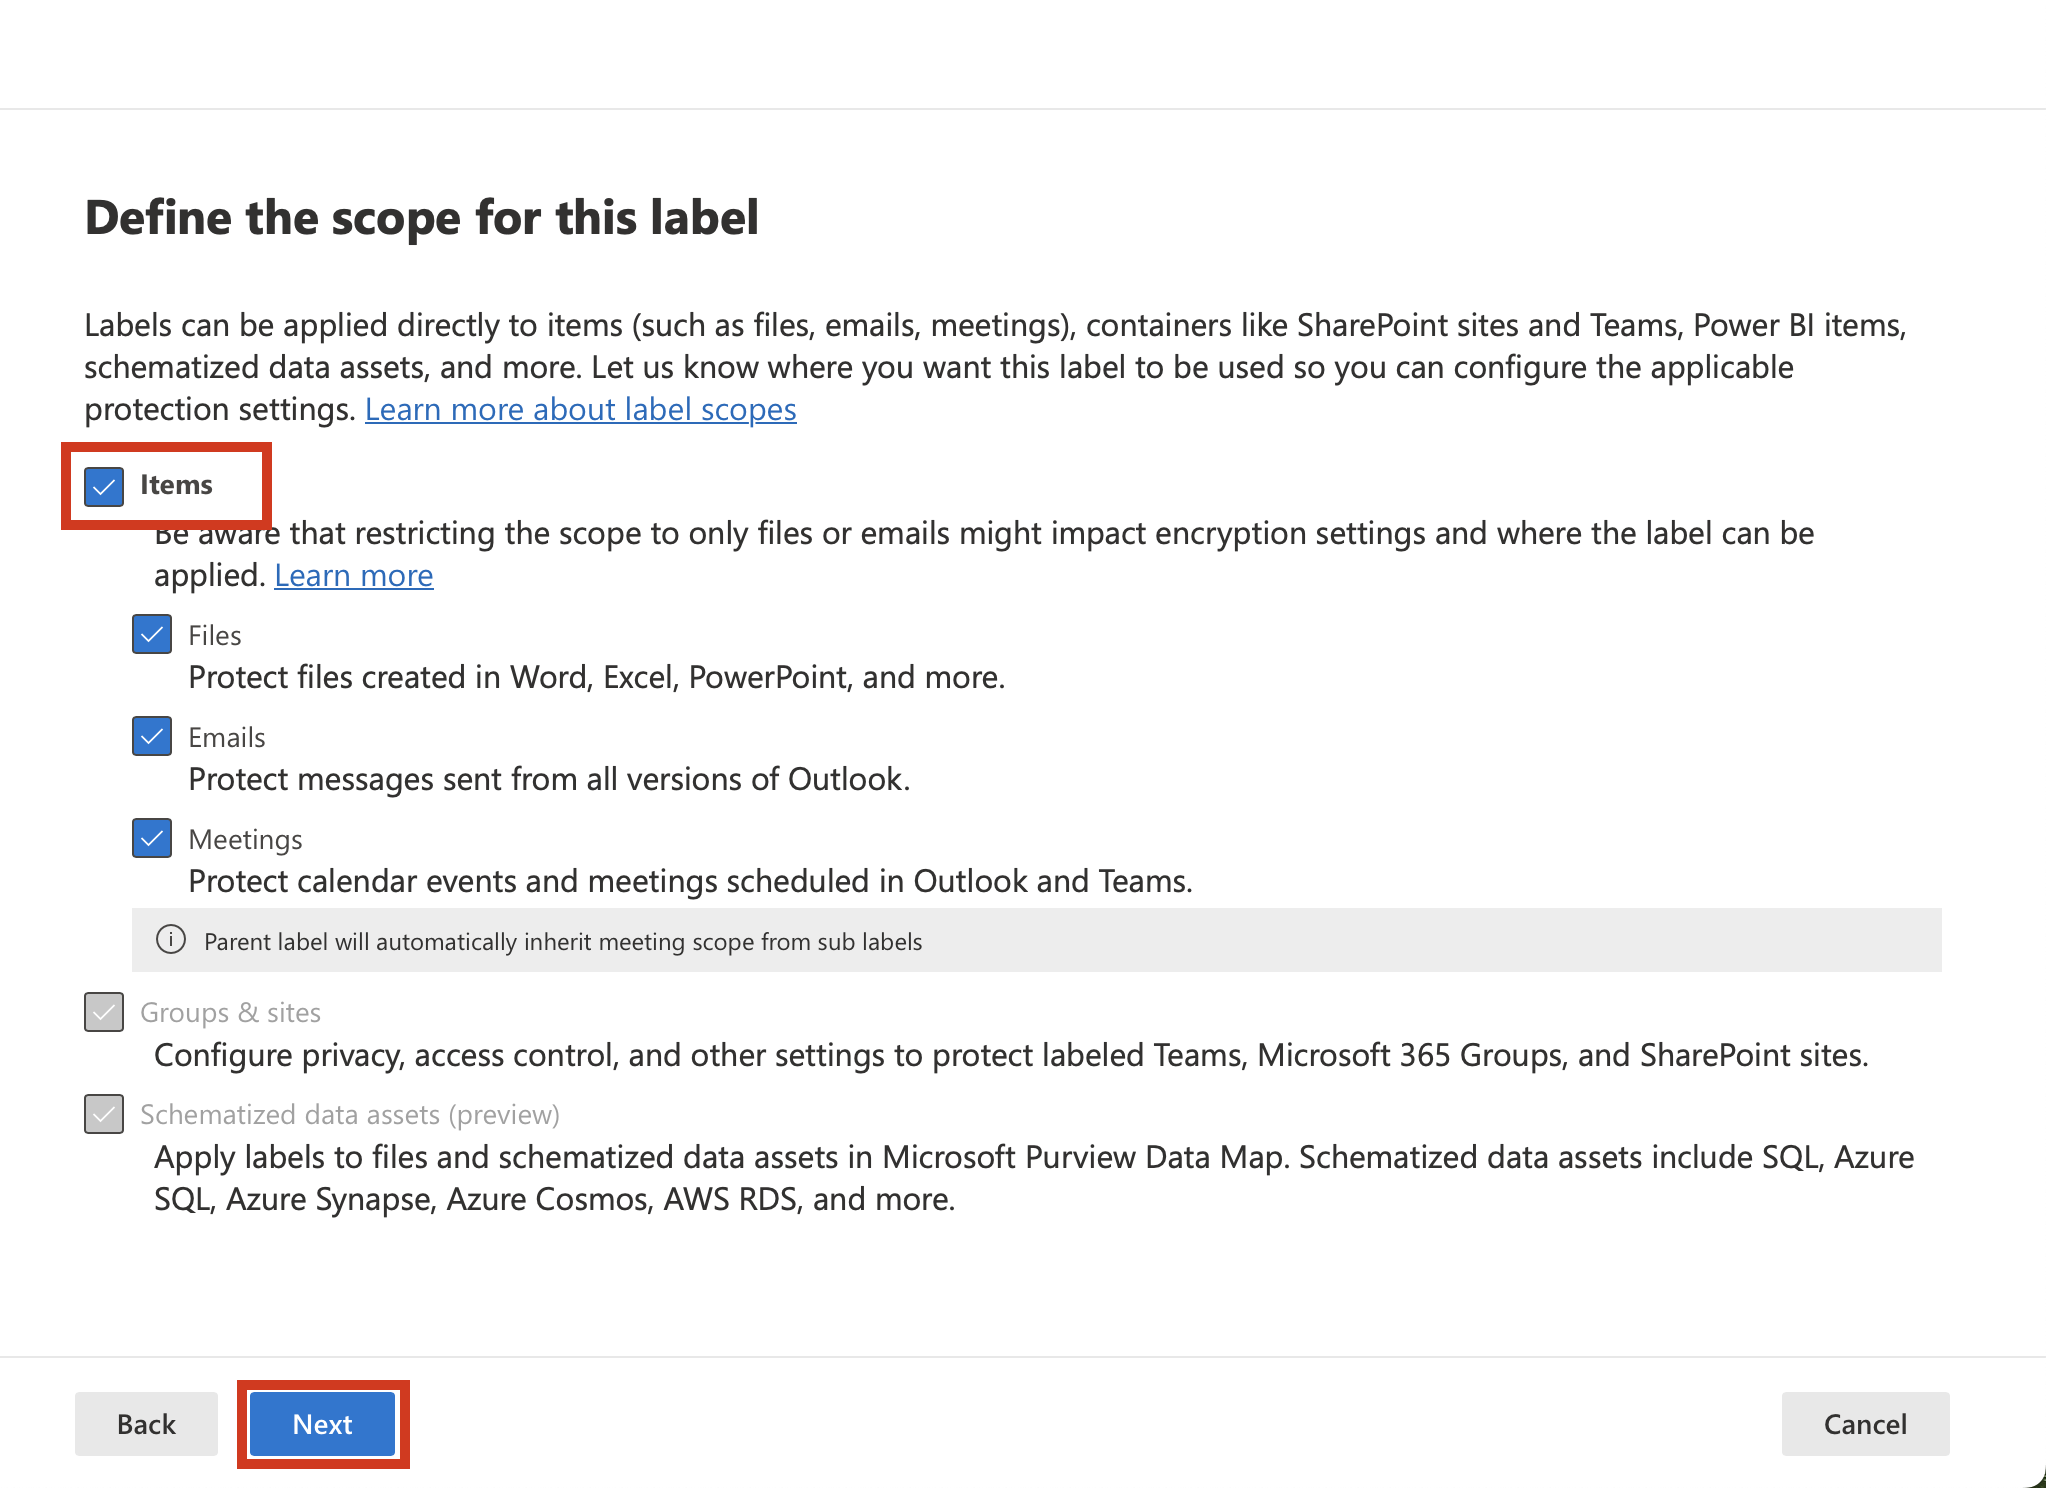 Define the scope for this label
Labels can be applied directly to items (such as files, emails, meetings), containers like SharePoint sites and Teams, Power BI items,
schematized data assets, and more. Let us know where you want this label to be used so you can configure the applicable
protection settings. Learn more about label scopes
Items
Be aware that restricting the scope to only files or emails might impact encryption settings and where the label can be
applied. Learn more
Files
Protect files created in Word, Excel, PowerPoint, and more.
Emails
Protect messages sent from all versions of Outlook.
Meetings
Protect calendar events and meetings scheduled in Outlook and Teams.
Parent label will automatically inherit meeting scope from sub labels
Groups & sites
Configure privacy, access control, and other settings to protect labeled Teams, Microsoft 365 Groups, and SharePoint sites.
Schematized data assets (preview)
Apply labels to files and schematized data assets in Microsoft Purview Data Map. Schematized data assets include SQL, Azure
SQL, Azure Synapse, Azure Cosmos, AWS RDS, and more.
Back Next Cancel